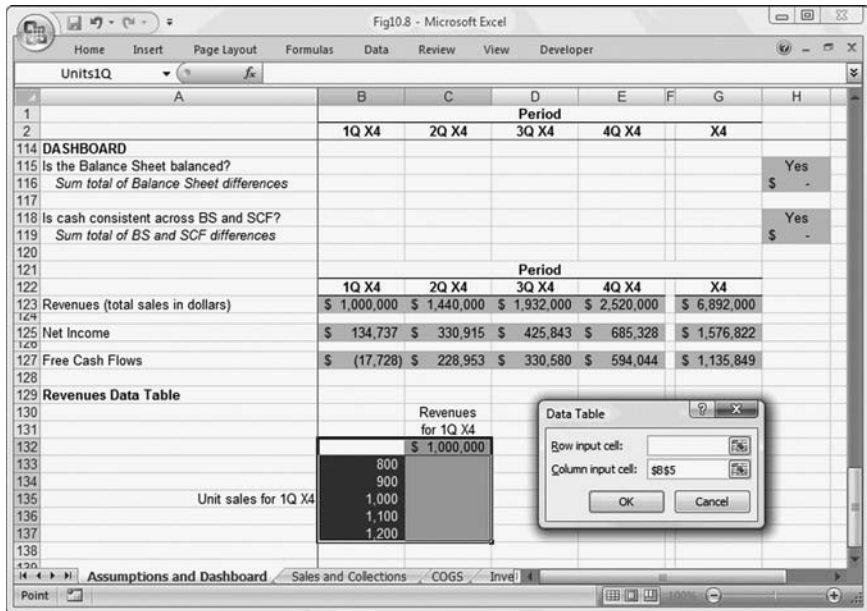 Fig10.8 - Microsoft Excel
Home Insert Page Layout Formulas Data Review View Developer
Units1Q fx
A B C D E F G H
1 Period
2 1Q X4 2Q X4 3Q X4 4Q X4 X4
114 DASHBOARD
115 Is the Balance Sheet balanced? Yes
116 Sum total of Balance Sheet differences $ -
117
118 Is cash consistent across BS and SCF? Yes
119 Sum total of BS and SCF differences $ -
120
121 Period
122 1Q X4 2Q X4 3Q X4 4Q X4 X4
123 Revenues (total sales in dollars) $ 1,000,000 $ 1,440,000 $ 1,932,000 $ 2,520,000 $ 6,892,000
124
125 Net Income $ 134,737 $ 330,915 $ 425,843 $ 685,328 $ 1,576,822
126
127 Free Cash Flows $ (17,728) $ 228,953 $ 330,580 $ 594,044 $ 1,135,849
128
129 Revenues Data Table
130 Revenues
131 for 1Q X4
132 $ 1,000,000
133 800
134 900
135 Unit sales for 1Q X4 1,000
136 1,100
137 1,200
138
139
Data Table
Row input cell:
Column input cell: $B$5
OK Cancel
Assumptions and Dashboard Sales and Collections COGS Inve
Point 100%